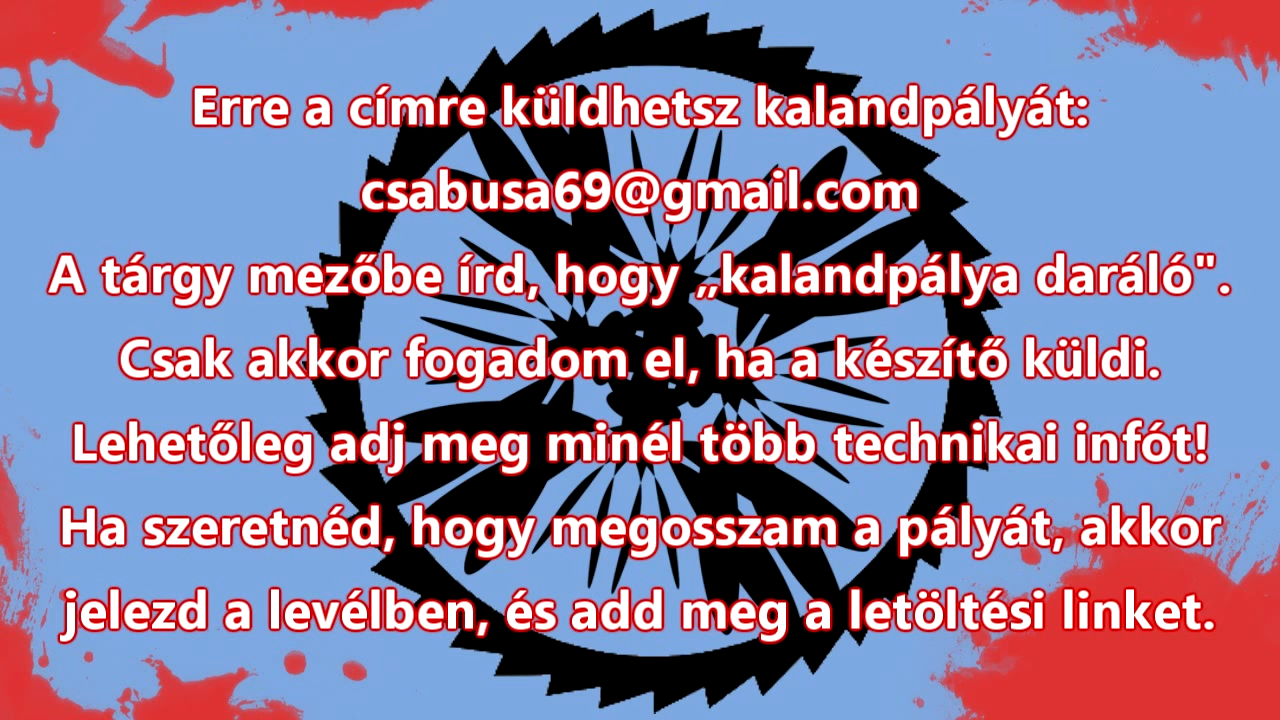 Erre a címre küldhetsz kalandpályát:
csabusa69@gmail.com
A tárgy mezőbe írd, hogy „kalandpálya daráló".
Csak akkor fogadom el, ha a készítő küldi.
Lehetőleg adj meg minél több technikai infót!
Ha szeretnéd, hogy megosszam a pályát, akkor
jelezd a levélben, és add meg a letöltési linket.